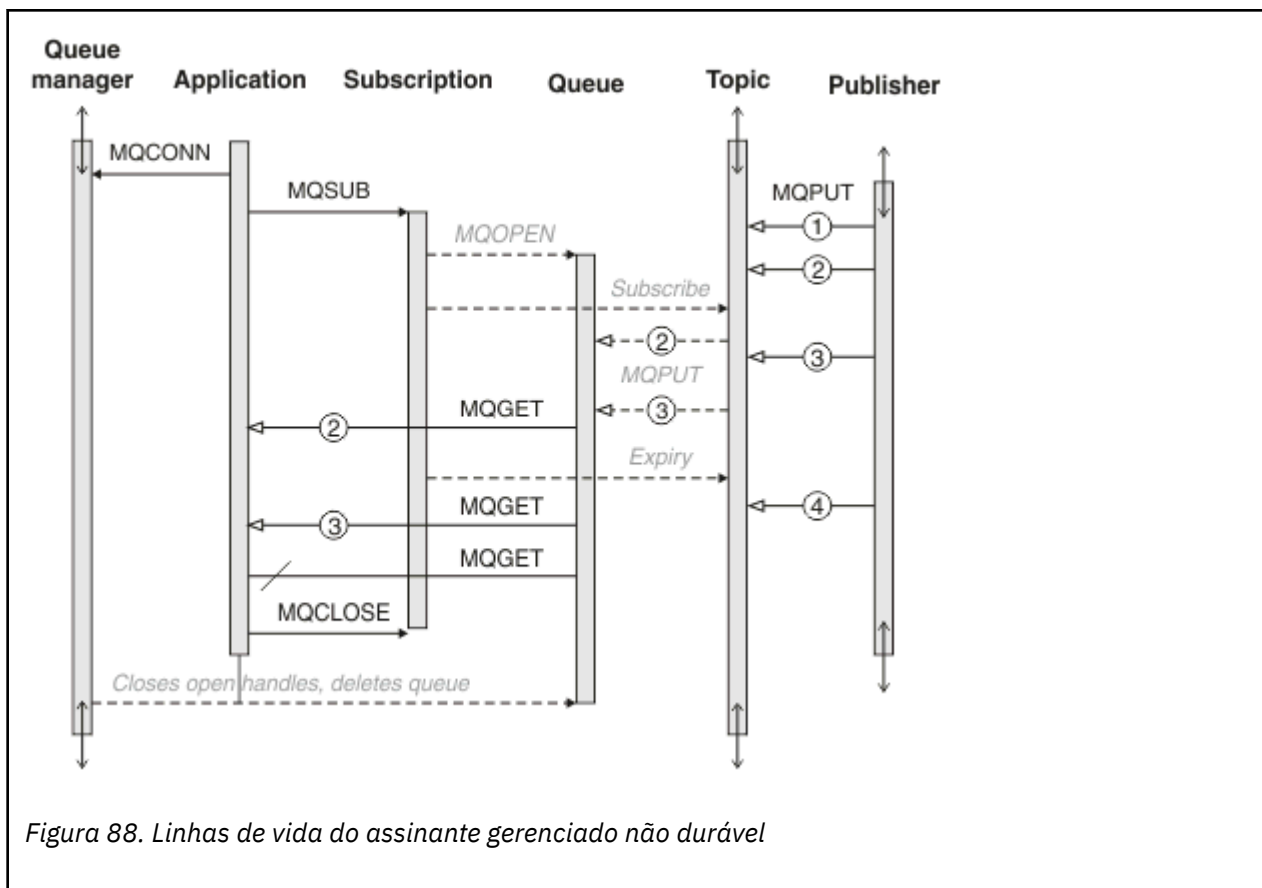 Queue
manager Application Subscription Queue Topic Publisher
MQCONN
MQSUB
MQPUT
1
MQOPEN
2
Subscribe
2
3
MQPUT
3
MQGET
2
Expiry
MQGET
4
3
MQGET
MQCLOSE
Closes open handles, deletes queue
Figura 88. Linhas de vida do assinante gerenciado não durável